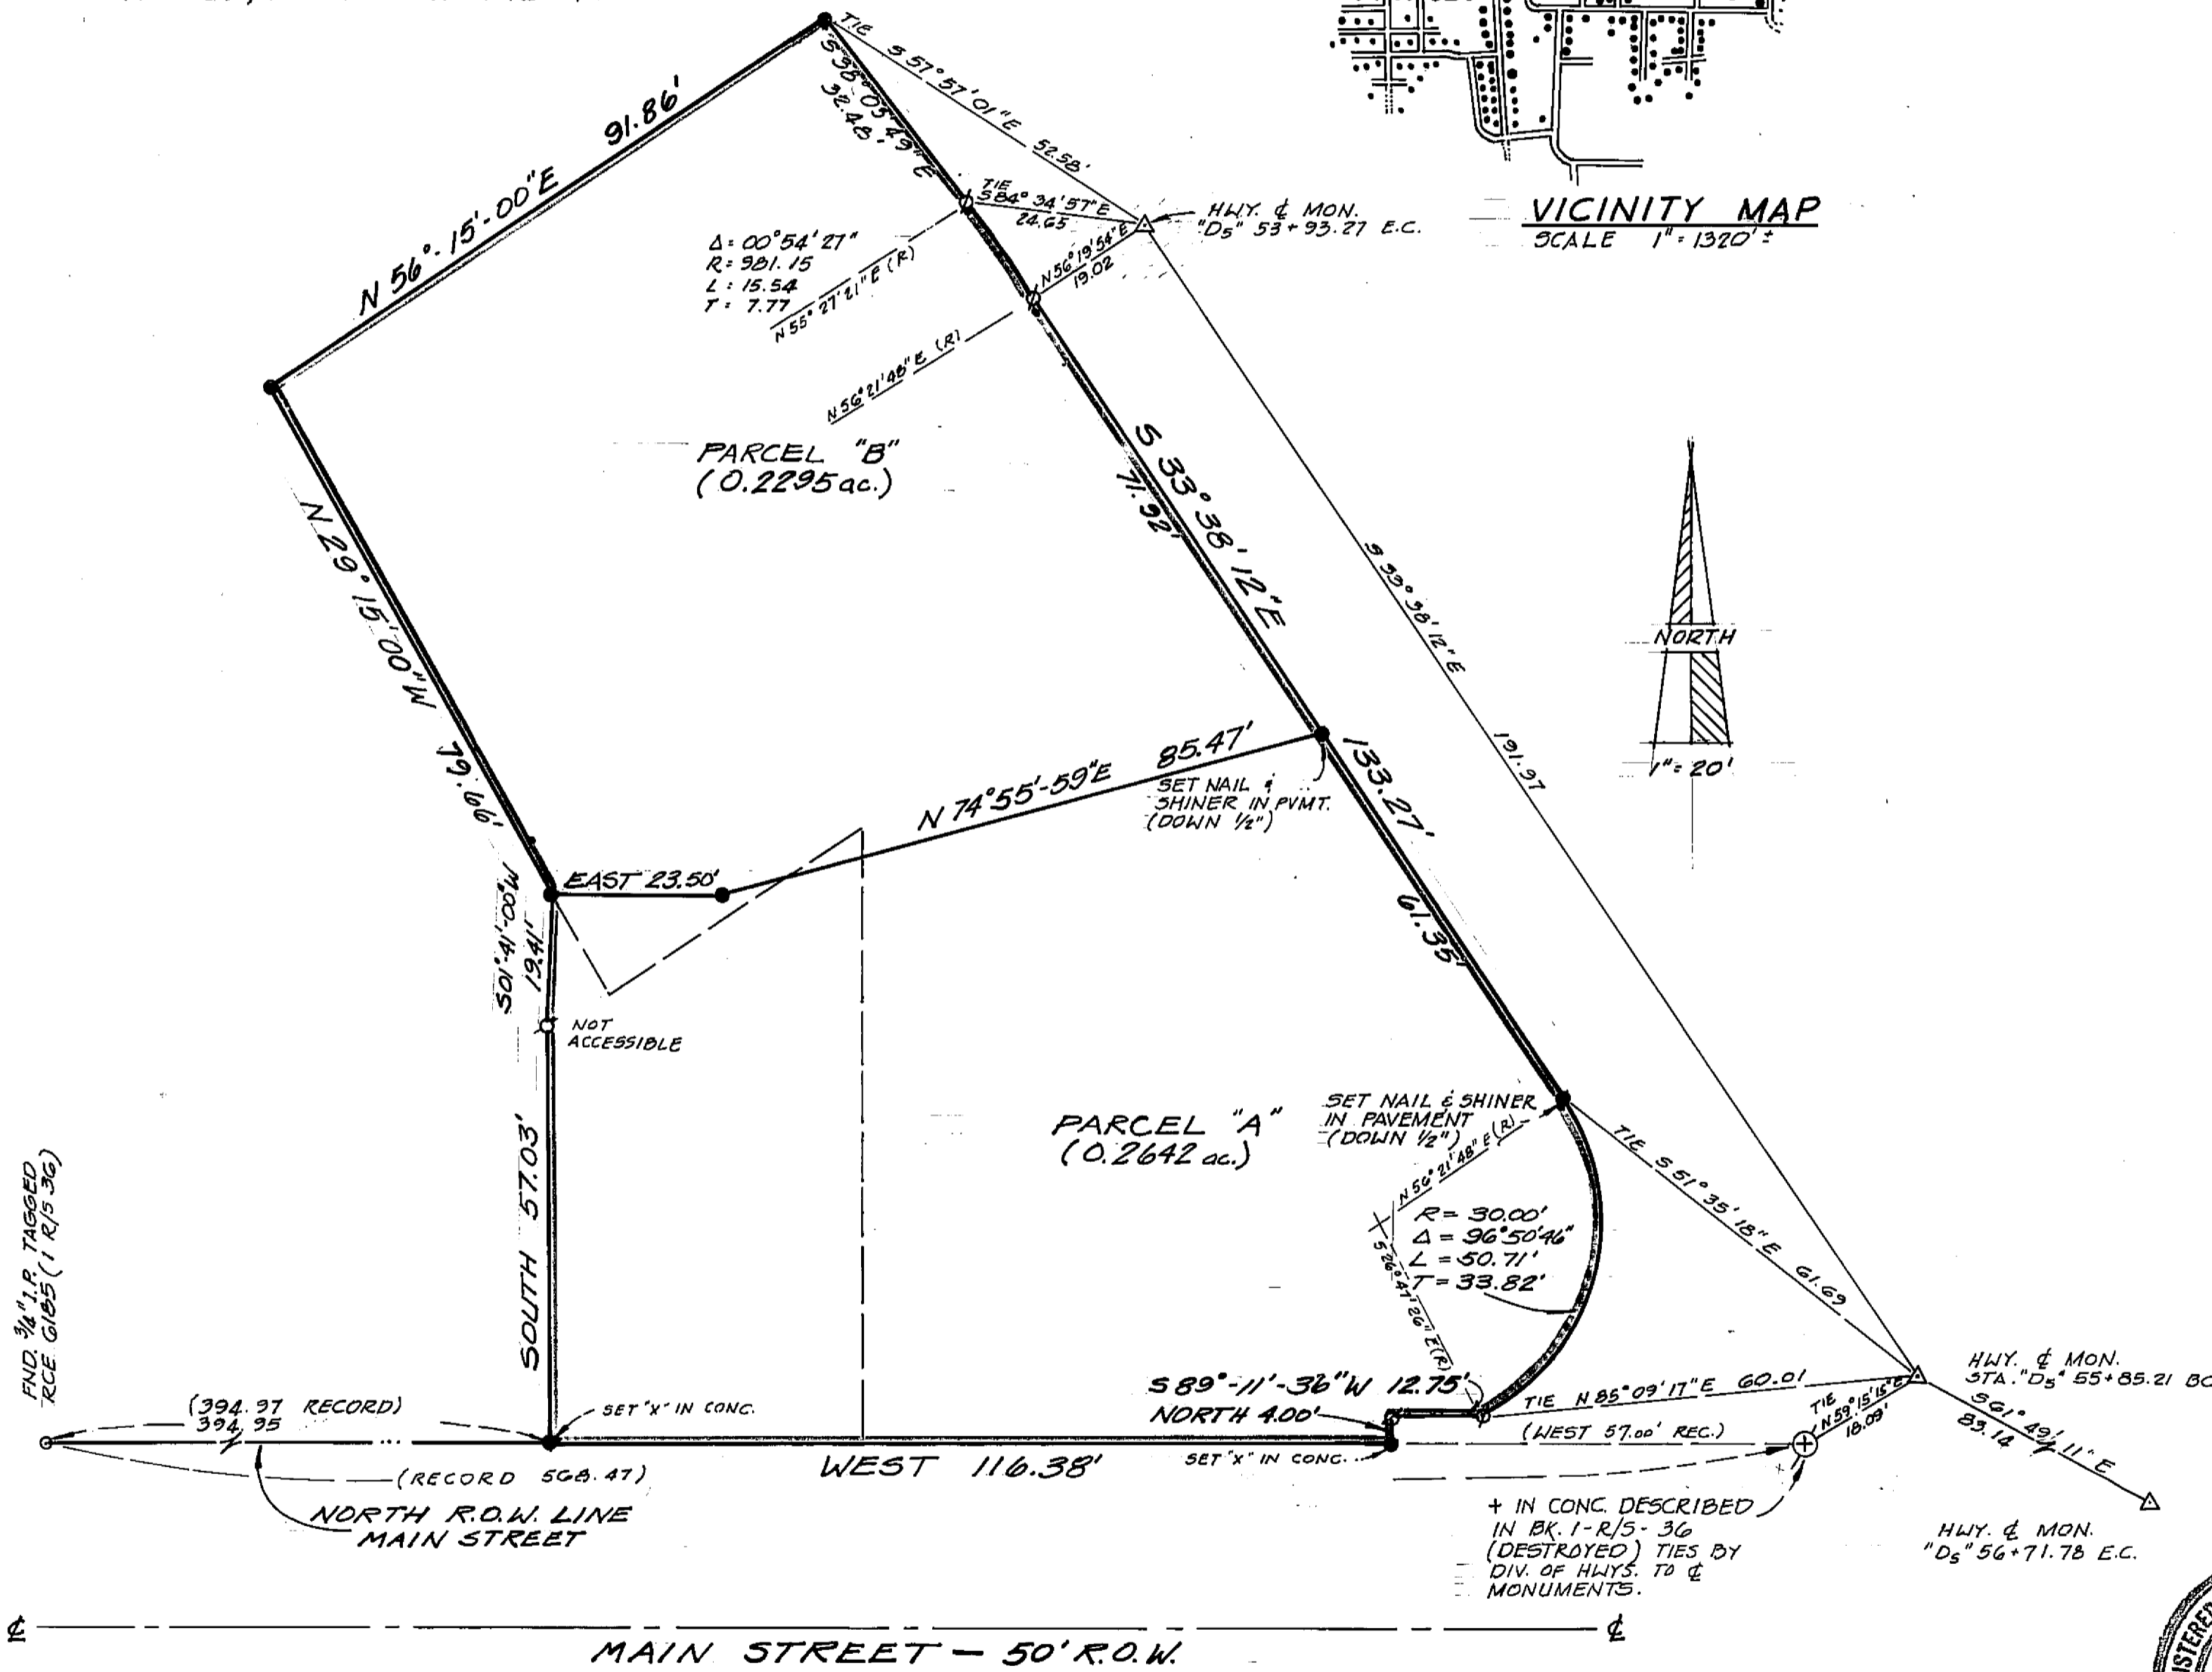 TIE
S 57° 57' 01" E 52.58'
S 38°-03'49" E
32.48'
91.86'
N 56°-15'-00" E
TIE
S 84° 34' 57" E
24.65
HWY. ℄ MON.
"D5" 53+93.27 E.C.
VICINITY MAP
SCALE 1" = 1320' ±
N 56° 19' 54" E
19.02
Δ = 00° 54' 27"
R = 981.15
L = 15.54
T = 7.77
N 55° 27' 21" E (R)
N 56° 21' 48" E (R)
PARCEL "B"
(0.2295 ac.)
S 33° 38' 12" E
71.92'
S 33° 38' 12" E
191.97
NORTH
1" = 20'
N 29° 15' 00" W 79.99'
N 74° 55'-59" E 85.47'
SET NAIL &
SHINER IN PVMT.
(DOWN 1/2")
133.27'
61.35'
EAST 23.50'
S01°-41'-00" W
19.41'
NOT
ACCESSIBLE
SOUTH 57.03'
PARCEL "A"
(0.2642 ac.)
SET NAIL & SHINER
IN PAVEMENT
(DOWN 1/2")
N 56° 21' 48" E (R)
R = 30.00'
Δ = 96° 50' 46"
L = 50.71'
T = 33.82'
S 26° 47' 26" E (R)
TIE S 51° 35' 18" E 61.69
FND. 3/4" I.P. TAGGED
RCE 6185 (1 R/S 36)
(394.97 RECORD)
394.95
SET "X" IN CONC.
S 89°-11'-36" W 12.75'
NORTH 4.00'
TIE N 85° 09' 17" E 60.01
(WEST 57.00' REC.)
TIE
N 59° 15' 15" E
18.09'
HWY. ℄ MON.
STA. "D5" 55+85.21 BC
S 61° 49' 11" E
83.14
(RECORD 568.47)
NORTH R.O.W. LINE
MAIN STREET
WEST 116.38'
SET "X" IN CONC.
+ IN CONC. DESCRIBED
IN BK. 1-R/S-36
(DESTROYED) TIES BY
DIV. OF HWYS. TO ℄
MONUMENTS.
HWY. ℄ MON.
"D5" 56+71.78 E.C.
℄ ℄
MAIN STREET — 50' R.O.W.